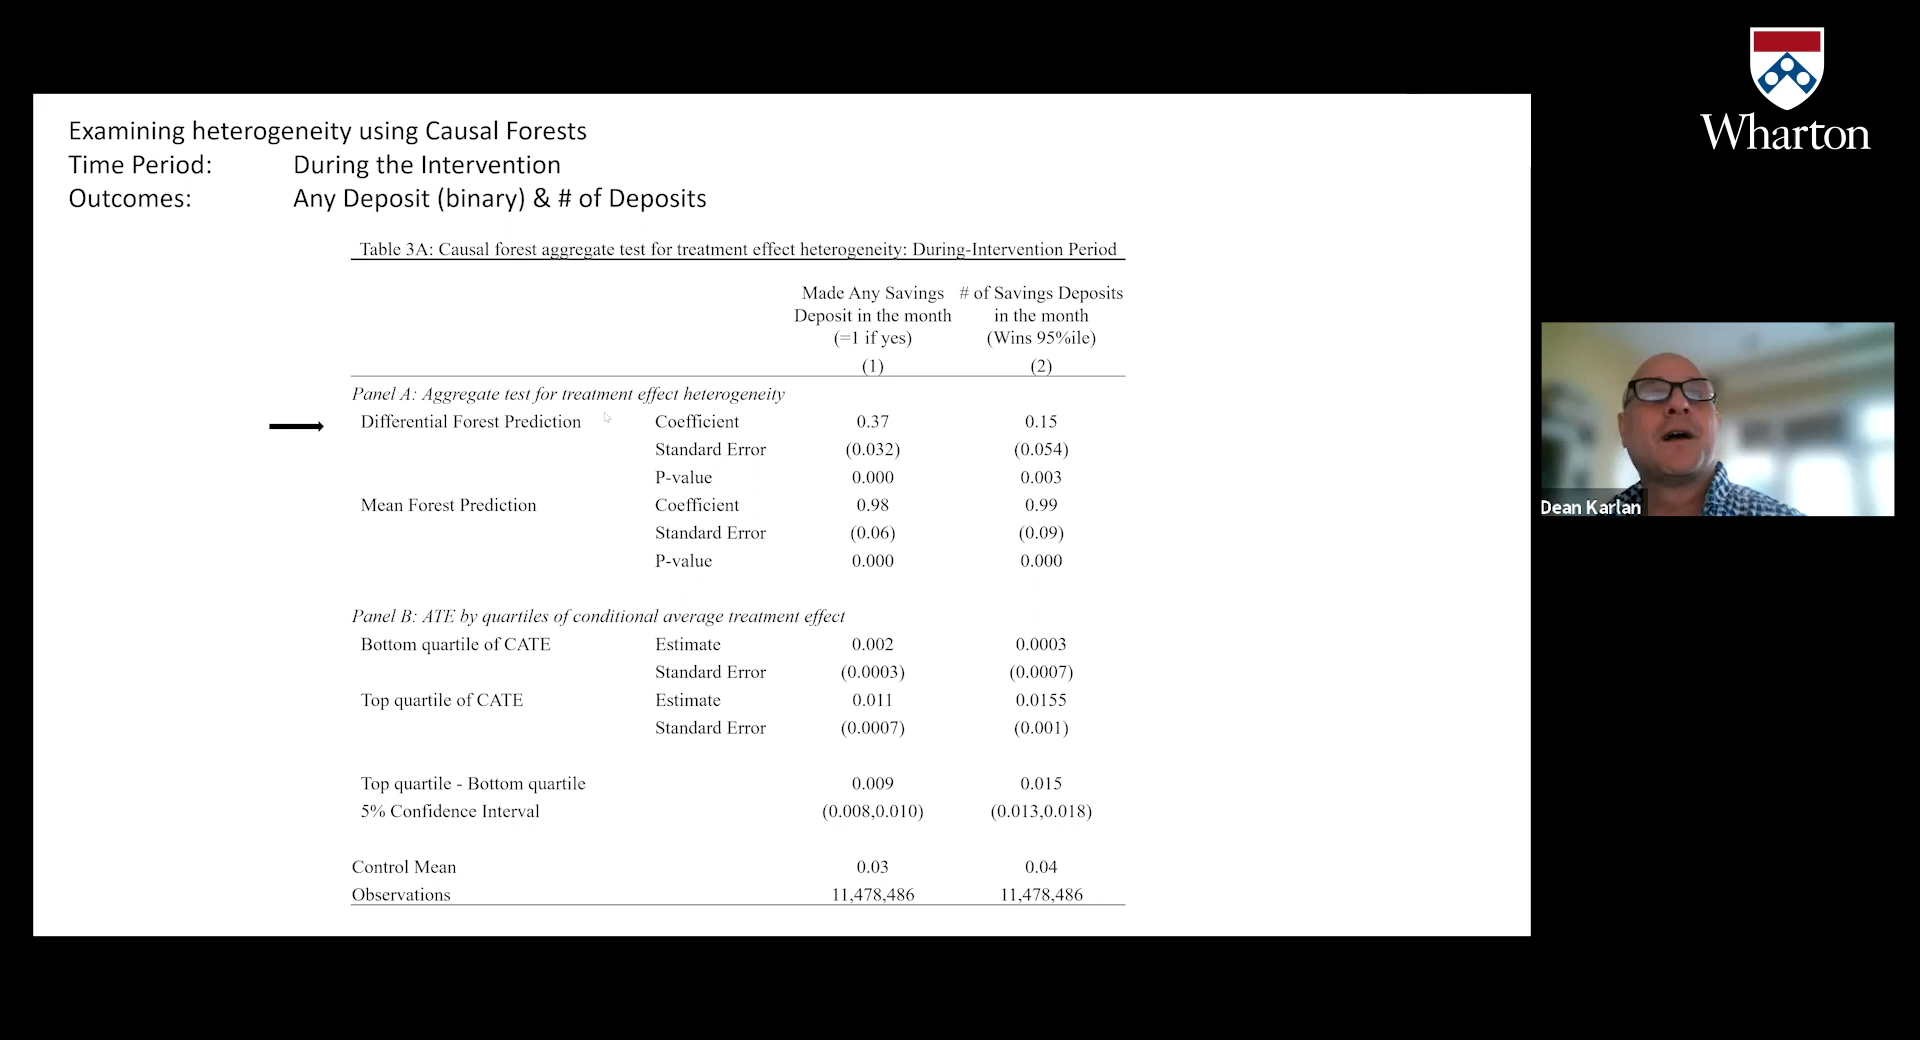 Wharton
Examining heterogeneity using Causal Forests
Time Period: During the Intervention
Outcomes: Any Deposit (binary) & # of Deposits
Table 3A: Causal forest aggregate test for treatment effect heterogeneity: During-Intervention Period
Made Any Savings # of Savings Deposits
Deposit in the month in the month
(=1 if yes) (Wins 95%ile)
(1) (2)
Panel A: Aggregate test for treatment effect heterogeneity
Differential Forest Prediction Coefficient 0.37 0.15
Standard Error (0.032) (0.054)
P-value 0.000 0.003
Mean Forest Prediction Coefficient 0.98 0.99
Standard Error (0.06) (0.09)
P-value 0.000 0.000
Panel B: ATE by quartiles of conditional average treatment effect
Bottom quartile of CATE Estimate 0.002 0.0003
Standard Error (0.0003) (0.0007)
Top quartile of CATE Estimate 0.011 0.0155
Standard Error (0.0007) (0.001)
Top quartile - Bottom quartile 0.009 0.015
5% Confidence Interval (0.008,0.010) (0.013,0.018)
Control Mean 0.03 0.04
Observations 11,478,486 11,478,486
Dean Karlan